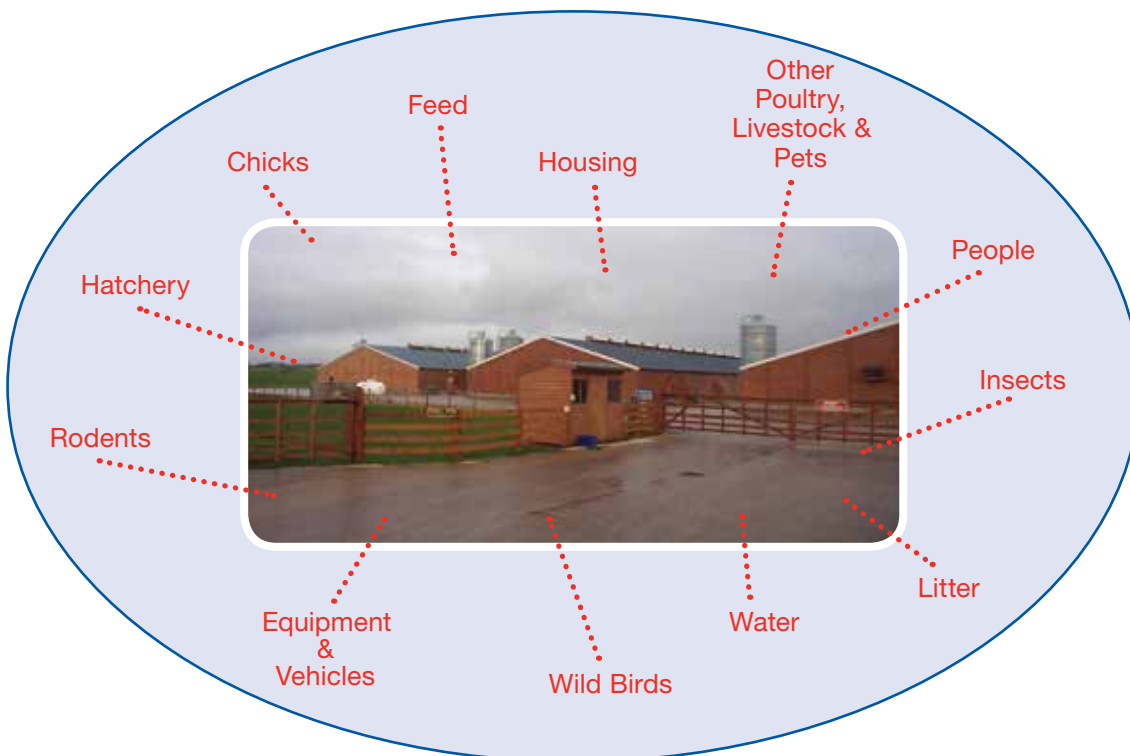 Other
Poultry,
Livestock &
Pets
Feed
Housing
Chicks
People
Hatchery
Insects
Rodents
Litter
Equipment
&
Vehicles
Water
Wild Birds